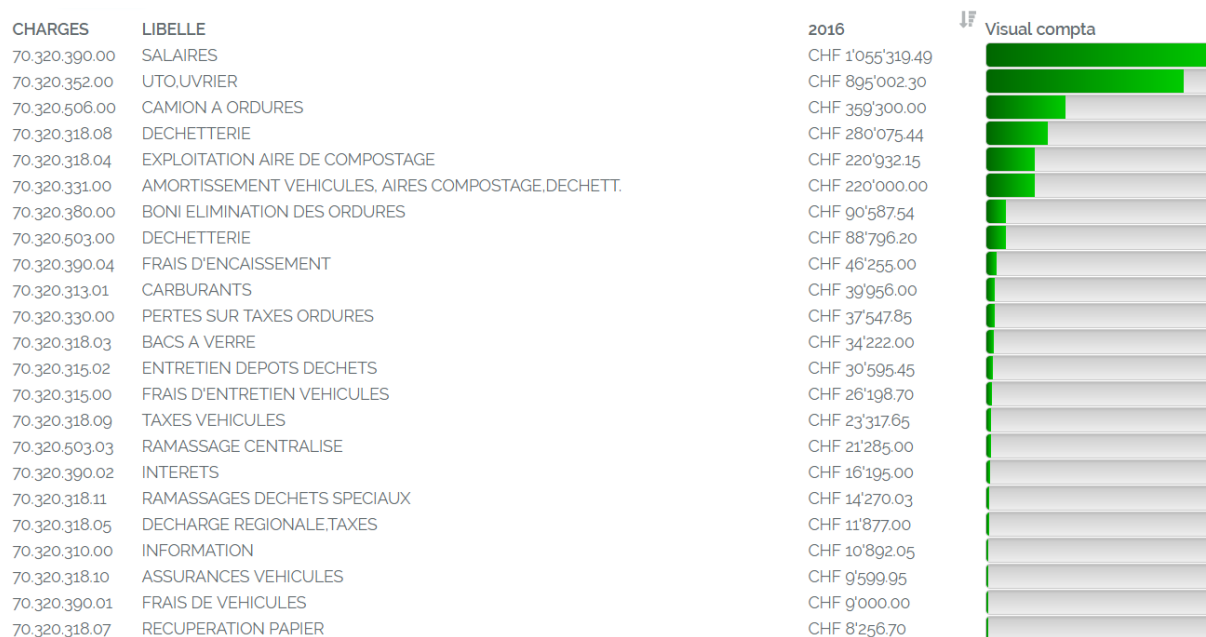 CHARGES LIBELLE 2016 Visual compta
70.320.390.00 SALAIRES CHF 1'055'319.49
70.320.352.00 UTO,UVRIER CHF 895'002.30
70.320.506.00 CAMION A ORDURES CHF 359'300.00
70.320.318.08 DECHETTERIE CHF 280'075.44
70.320.318.04 EXPLOITATION AIRE DE COMPOSTAGE CHF 220'932.15
70.320.331.00 AMORTISSEMENT VEHICULES, AIRES COMPOSTAGE,DECHETT. CHF 220'000.00
70.320.380.00 BONI ELIMINATION DES ORDURES CHF 90'587.54
70.320.503.00 DECHETTERIE CHF 88'796.20
70.320.390.04 FRAIS D'ENCAISSEMENT CHF 46'255.00
70.320.313.01 CARBURANTS CHF 39'956.00
70.320.330.00 PERTES SUR TAXES ORDURES CHF 37'547.85
70.320.318.03 BACS A VERRE CHF 34'222.00
70.320.315.02 ENTRETIEN DEPOTS DECHETS CHF 30'595.45
70.320.315.00 FRAIS D'ENTRETIEN VEHICULES CHF 26'198.70
70.320.318.09 TAXES VEHICULES CHF 23'317.65
70.320.503.03 RAMASSAGE CENTRALISE CHF 21'285.00
70.320.390.02 INTERETS CHF 16'195.00
70.320.318.11 RAMASSAGES DECHETS SPECIAUX CHF 14'270.03
70.320.318.05 DECHARGE REGIONALE,TAXES CHF 11'877.00
70.320.310.00 INFORMATION CHF 10'892.05
70.320.318.10 ASSURANCES VEHICULES CHF 9'599.95
70.320.390.01 FRAIS DE VEHICULES CHF 9'000.00
70.320.318.07 RECUPERATION PAPIER CHF 8'256.70